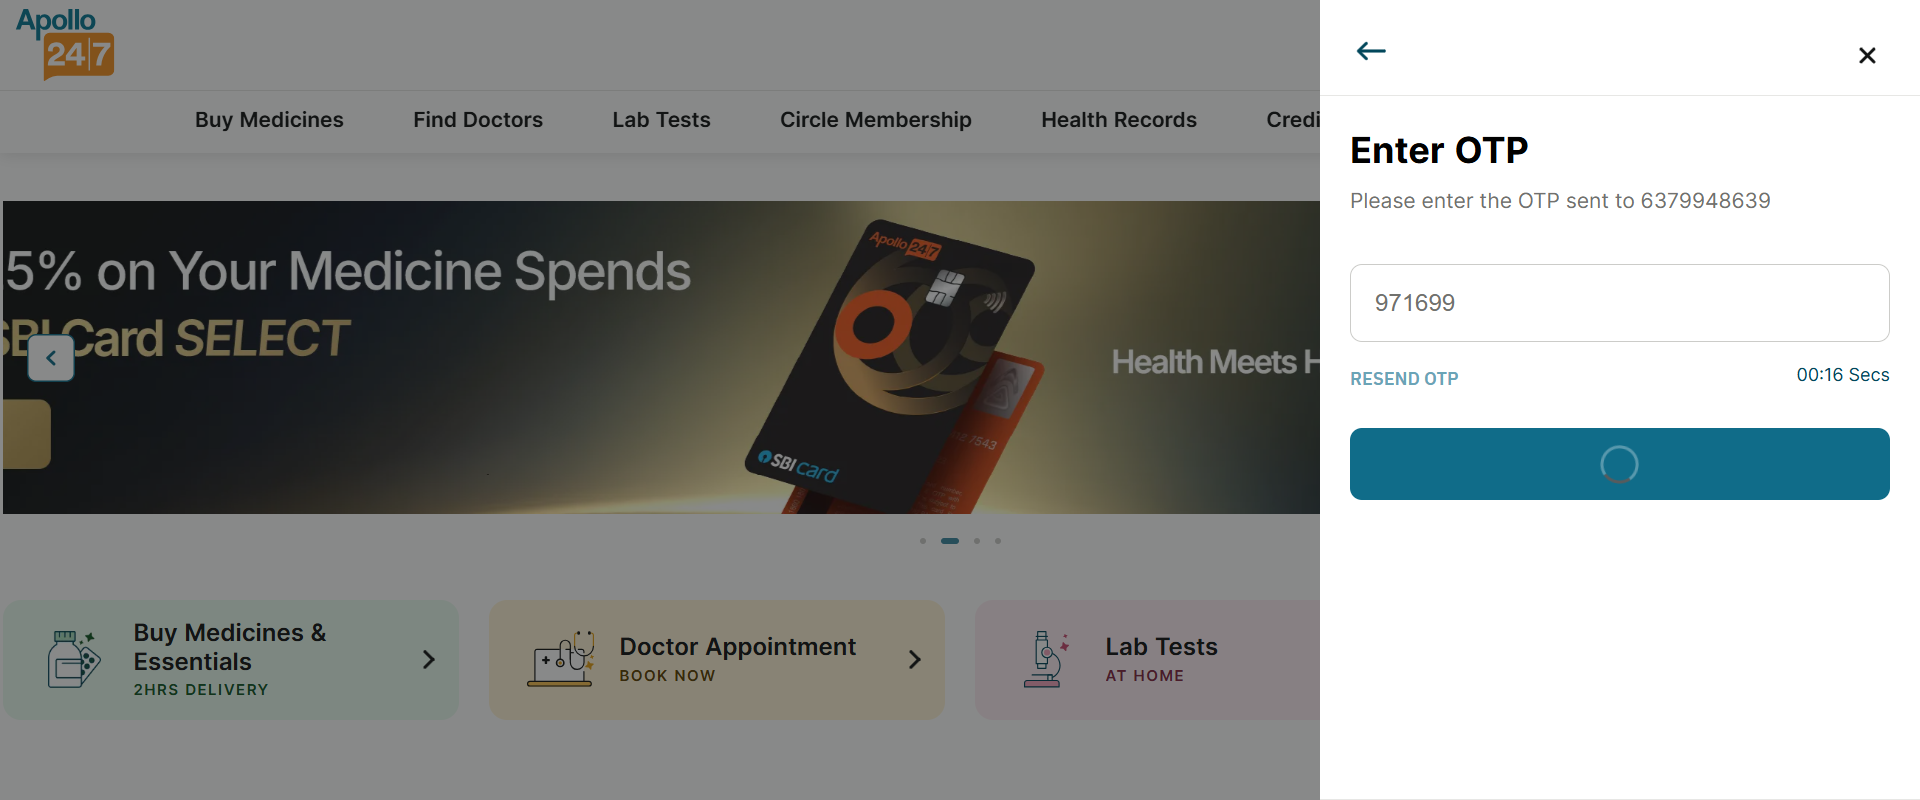 Apollo
24|7
Buy Medicines
Find Doctors
Lab Tests
Circle Membership
Health Records
Credi
5% on Your Medicine Spends
SBI Card SELECT
Apollo 24|7
SBI card
Health Meets H
Buy Medicines &
Essentials
2HRS DELIVERY
Doctor Appointment
BOOK NOW
Lab Tests
AT HOME
Enter OTP
Please enter the OTP sent to 6379948639
971699
RESEND OTP
00:16 Secs